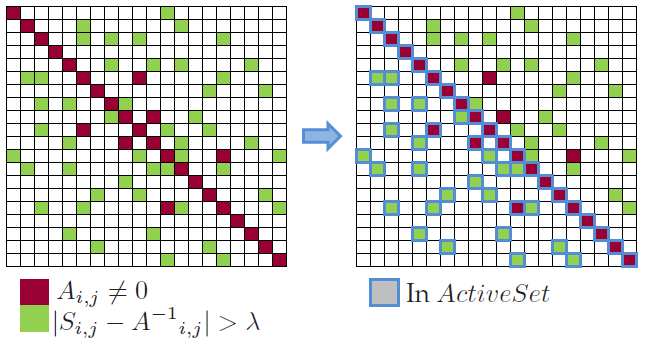 A_{i,j} ≠ 0
|S_{i,j} − A^{−1}_{i,j}| > λ
In ActiveSet